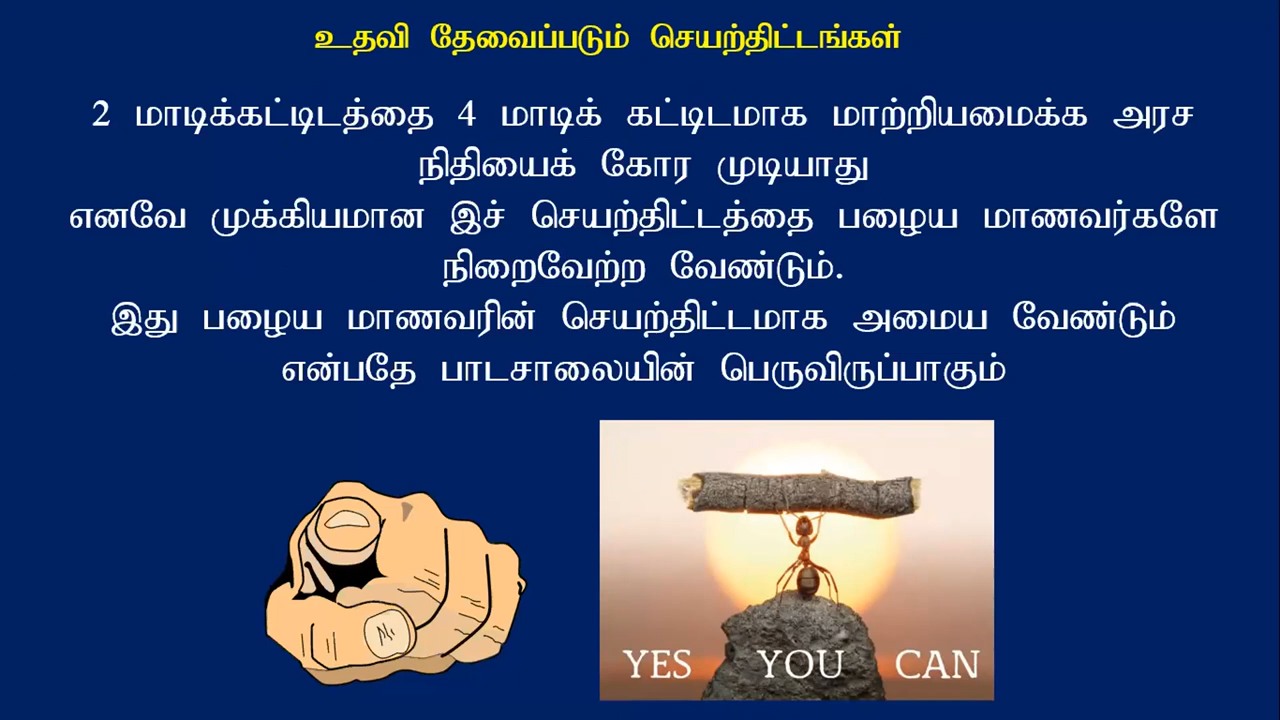 உதவி தேவைப்படும் செயற்திட்டங்கள்
2 மாடிக்கட்டிடத்தை 4 மாடிக் கட்டிடமாக மாற்றியமைக்க அரச
நிதியைக் கோர முடியாது
எனவே முக்கியமான இச் செயற்திட்டத்தை பழைய மாணவர்களே
நிறைவேற்ற வேண்டும்.
இது பழைய மாணவரின் செயற்திட்டமாக அமைய வேண்டும்
என்பதே பாடசாலையின் பெருவிருப்பாகும்
YES YOU CAN